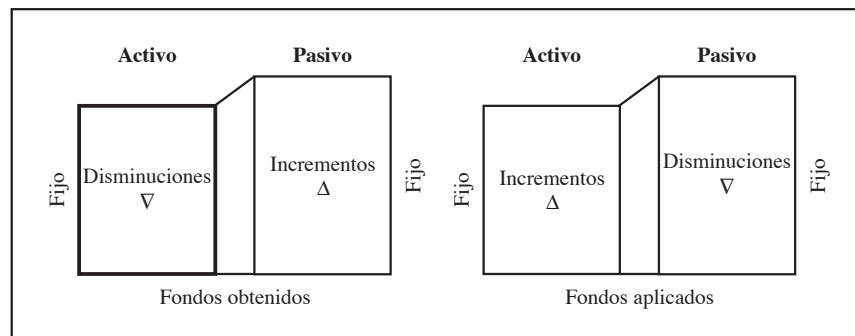 Activo
Pasivo
Fijo
Disminuciones
∇
Incrementos
Δ
Fijo
Fondos obtenidos
Activo
Pasivo
Fijo
Incrementos
Δ
Disminuciones
∇
Fijo
Fondos aplicados